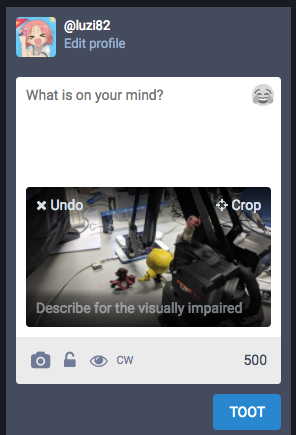 @luzi82
Edit profile
What is on your mind?
Undo
Crop
Describe for the visually impaired
CW
500
TOOT